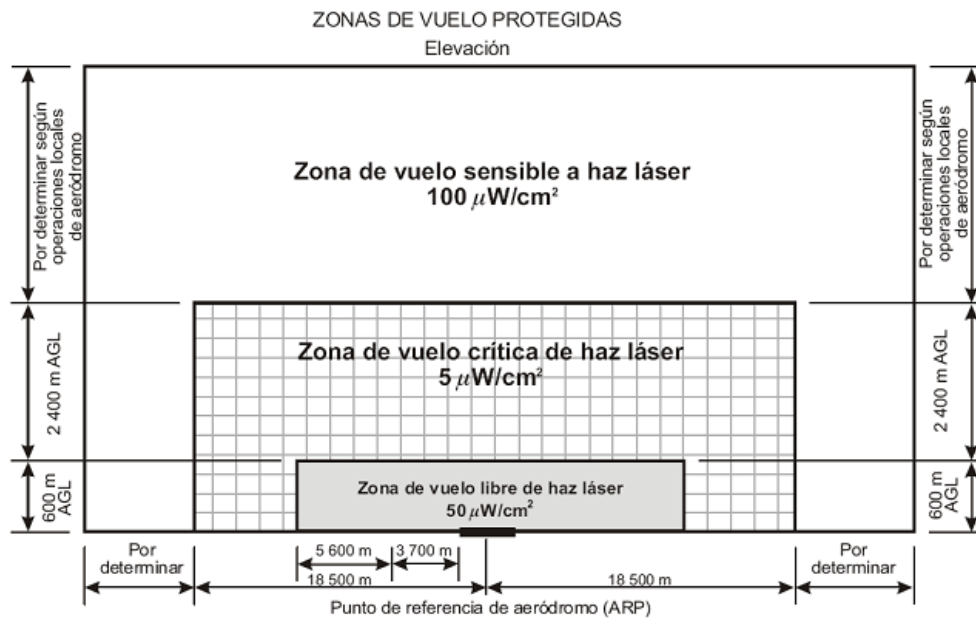 ZONAS DE VUELO PROTEGIDAS
Elevación
Por determinar según
operaciones locales
de aeródromo
Por determinar según
operaciones locales
de aeródromo
Zona de vuelo sensible a haz láser
100 μW/cm²
2 400 m AGL
Zona de vuelo crítica de haz láser
5 μW/cm²
2 400 m AGL
600 m
AGL
Zona de vuelo libre de haz láser
50 μW/cm²
600 m
AGL
Por
determinar
5 600 m
3 700 m
Por
determinar
18 500 m
18 500 m
Punto de referencia de aeródromo (ARP)